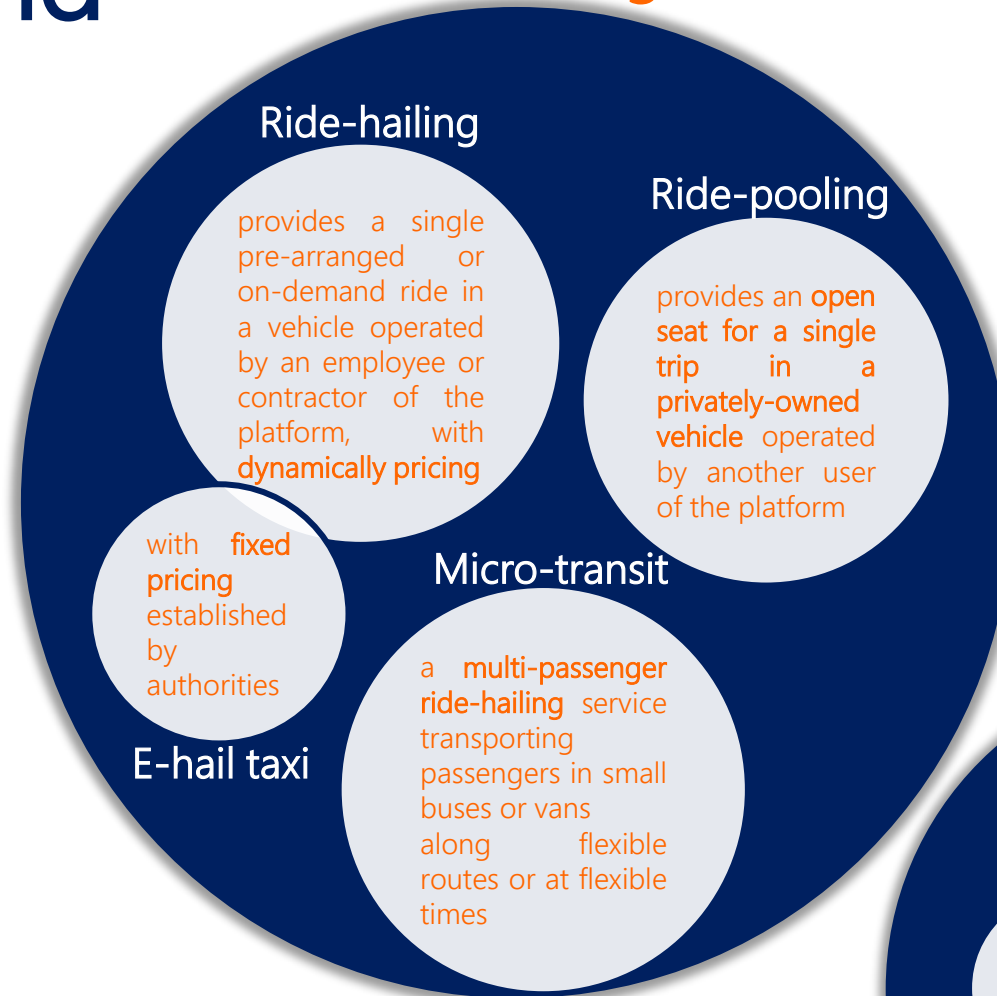 Ride-hailing
provides a single
pre-arranged or
on-demand ride in
a vehicle operated
by an employee or
contractor of the
platform, with
dynamically pricing
Ride-pooling
provides an open
seat for a single
trip in a
privately-owned
vehicle operated
by another user
of the platform
with fixed
pricing
established
by
authorities
E-hail taxi
Micro-transit
a multi-passenger
ride-hailing service
transporting
passengers in small
buses or vans
along flexible
routes or at flexible
times